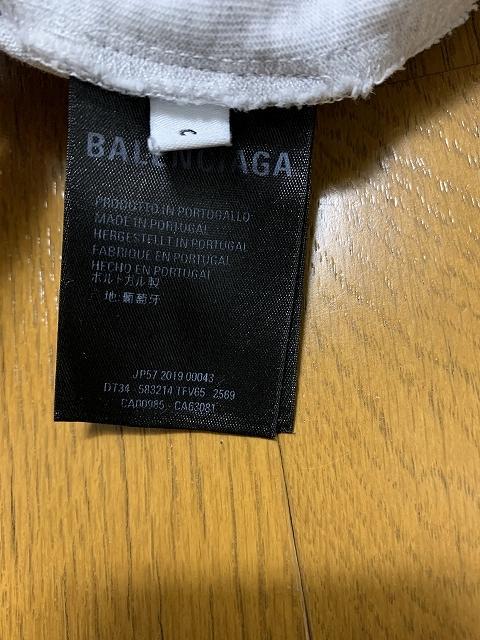 BALENCIAGA
PRODOTTO IN PORTOGALLO
MADE IN PORTUGAL
HERGESTELLT IN PORTUGAL
FABRIQUE EN PORTUGAL
HECHO EN PORTUGAL
ポルトガル製
地:葡萄牙
JP57 2019 00043
DT34 - 583214 TFV65 2569
CA00985 - CA63081